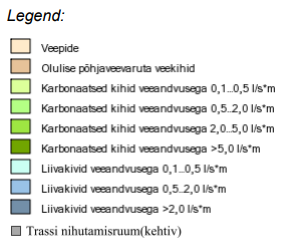 Legend:
Veepide
Olulise põhjaveevaruta veekihid
Karbonaatsed kihid veeandvusega 0,1..0,5 l/s*m
Karbonaatsed kihid veeandvusega 0,5..2,0 l/s*m
Karbonaatsed kihid veeandvusega 2,0..5,0 l/s*m
Karbonaatsed kihid veeandvusega >5,0 l/s*m
Liivakivid veeandvusega 0,1..0,5 l/s*m
Liivakivid veeandvusega 0,5..2,0 l/s*m
Liivakivid veeandvusega >2,0 l/s*m
Trassi nihutamisruum(kehtiv)